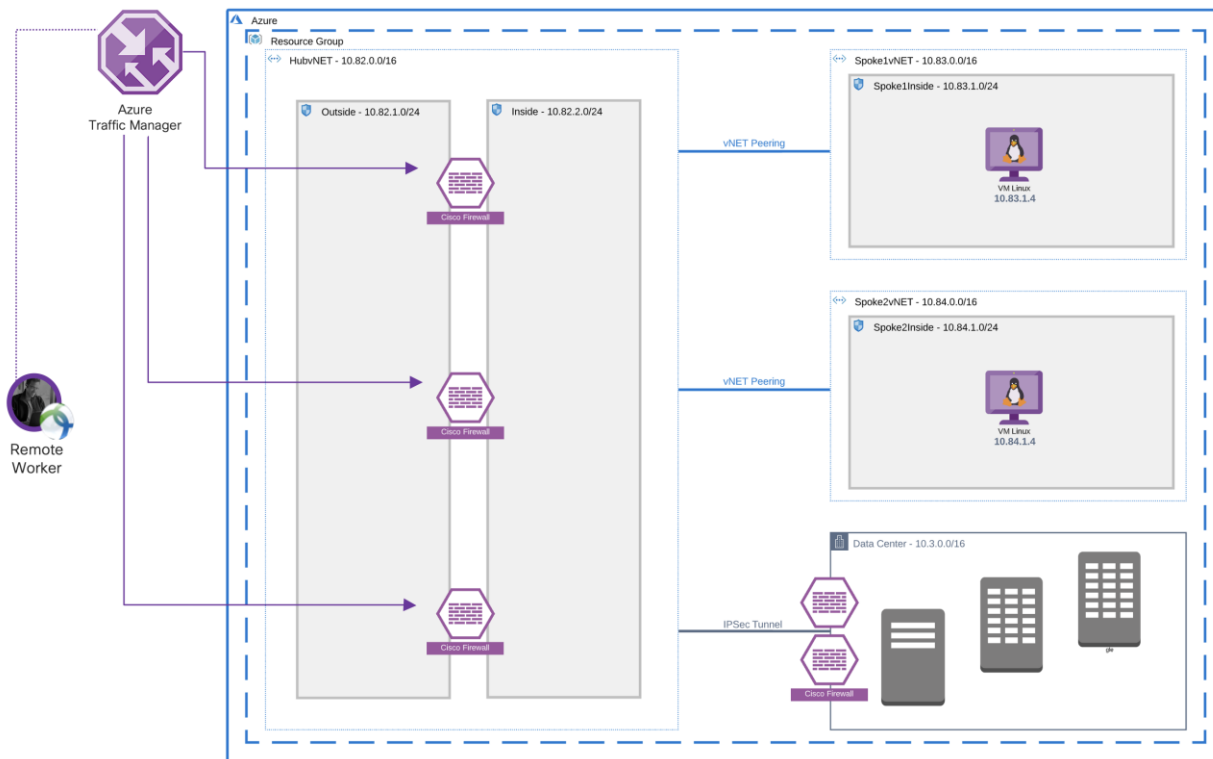 Azure
Resource Group
HubvNET - 10.82.0.0/16
Outside - 10.82.1.0/24
Inside - 10.82.2.0/24
Azure
Traffic Manager
Remote
Worker
Cisco Firewall
Cisco Firewall
Cisco Firewall
vNET Peering
vNET Peering
IPSec Tunnel
Spoke1vNET - 10.83.0.0/16
Spoke1Inside - 10.83.1.0/24
VM Linux
10.83.1.4
Spoke2vNET - 10.84.0.0/16
Spoke2Inside - 10.84.1.0/24
VM Linux
10.84.1.4
Data Center - 10.3.0.0/16
Cisco Firewall
gle